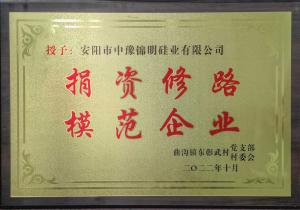 授予：安阳市中豫锦明硅业有限公司
捐资修路
模范企业
曲沟镇东彰武村党支部
村委会
二〇二二年十月